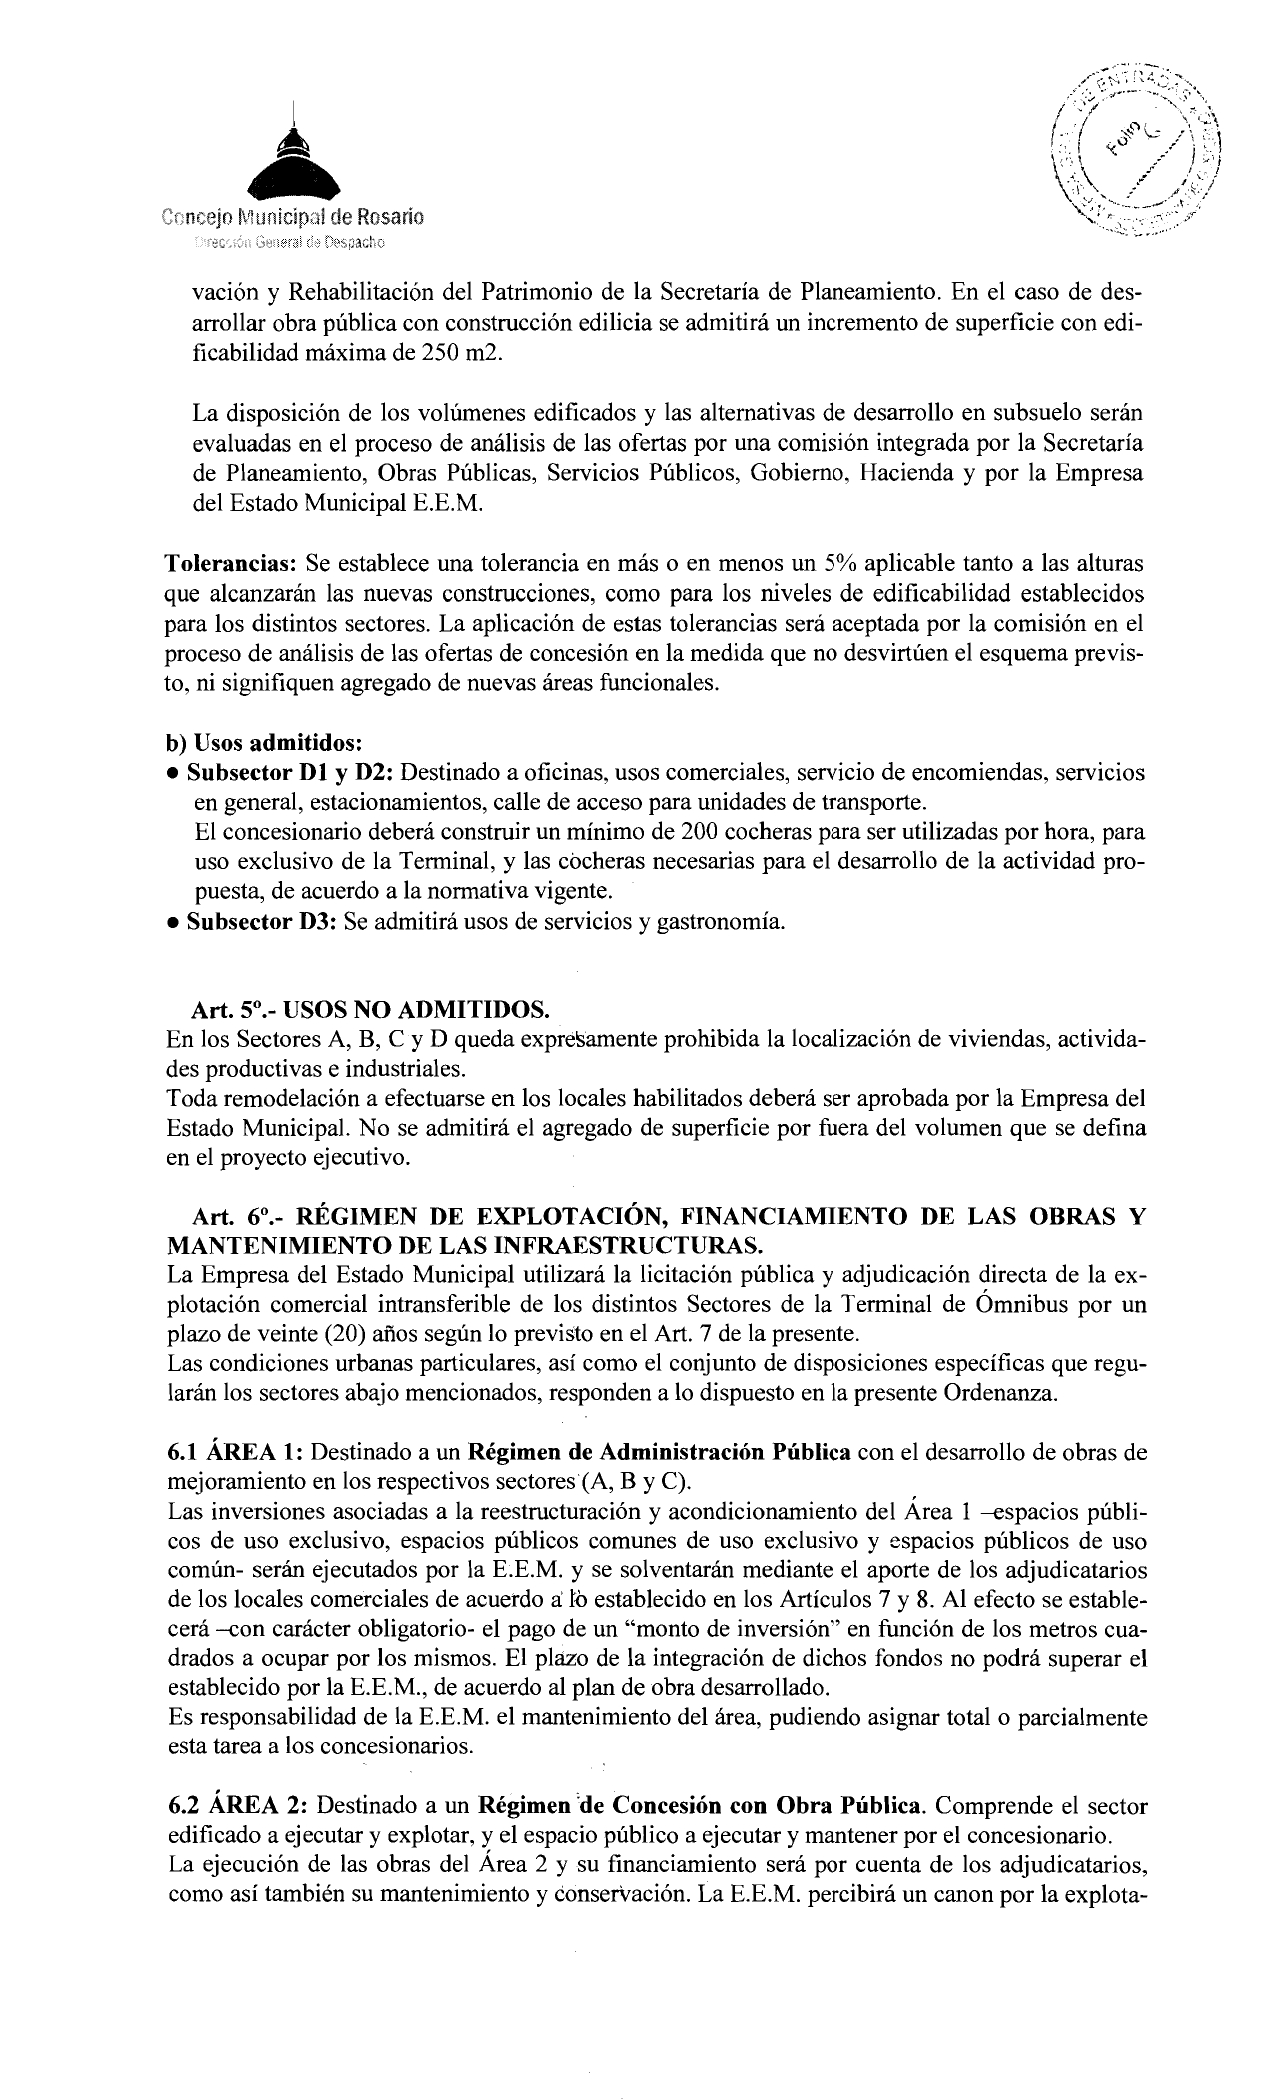 Concejo Municipal de Rosario
Dirección General de Despacho
DE ENTRADAS
Folio
vación y Rehabilitación del Patrimonio de la Secretaría de Planeamiento. En el caso de des-
arrollar obra pública con construcción edilicia se admitirá un incremento de superficie con edi-
ficabilidad máxima de 250 m2.
La disposición de los volúmenes edificados y las alternativas de desarrollo en subsuelo serán
evaluadas en el proceso de análisis de las ofertas por una comisión integrada por la Secretaría
de Planeamiento, Obras Públicas, Servicios Públicos, Gobierno, Hacienda y por la Empresa
del Estado Municipal E.E.M.
Tolerancias: Se establece una tolerancia en más o en menos un 5% aplicable tanto a las alturas
que alcanzarán las nuevas construcciones, como para los niveles de edificabilidad establecidos
para los distintos sectores. La aplicación de estas tolerancias será aceptada por la comisión en el
proceso de análisis de las ofertas de concesión en la medida que no desvirtúen el esquema previs-
to, ni signifiquen agregado de nuevas áreas funcionales.
b) Usos admitidos:
● Subsector D1 y D2: Destinado a oficinas, usos comerciales, servicio de encomiendas, servicios
en general, estacionamientos, calle de acceso para unidades de transporte.
El concesionario deberá construir un mínimo de 200 cocheras para ser utilizadas por hora, para
uso exclusivo de la Terminal, y las cocheras necesarias para el desarrollo de la actividad pro-
puesta, de acuerdo a la normativa vigente.
● Subsector D3: Se admitirá usos de servicios y gastronomía.
Art. 5º.- USOS NO ADMITIDOS.
En los Sectores A, B, C y D queda expresamente prohibida la localización de viviendas, activida-
des productivas e industriales.
Toda remodelación a efectuarse en los locales habilitados deberá ser aprobada por la Empresa del
Estado Municipal. No se admitirá el agregado de superficie por fuera del volumen que se defina
en el proyecto ejecutivo.
Art. 6º.- RÉGIMEN DE EXPLOTACIÓN, FINANCIAMIENTO DE LAS OBRAS Y
MANTENIMIENTO DE LAS INFRAESTRUCTURAS.
La Empresa del Estado Municipal utilizará la licitación pública y adjudicación directa de la ex-
plotación comercial intransferible de los distintos Sectores de la Terminal de Ómnibus por un
plazo de veinte (20) años según lo previsto en el Art. 7 de la presente.
Las condiciones urbanas particulares, así como el conjunto de disposiciones específicas que regu-
larán los sectores abajo mencionados, responden a lo dispuesto en la presente Ordenanza.
6.1 ÁREA 1: Destinado a un Régimen de Administración Pública con el desarrollo de obras de
mejoramiento en los respectivos sectores (A, B y C).
Las inversiones asociadas a la reestructuración y acondicionamiento del Área 1 –espacios públi-
cos de uso exclusivo, espacios públicos comunes de uso exclusivo y espacios públicos de uso
común- serán ejecutados por la E.E.M. y se solventarán mediante el aporte de los adjudicatarios
de los locales comerciales de acuerdo a lo establecido en los Artículos 7 y 8. Al efecto se estable-
cerá –con carácter obligatorio- el pago de un “monto de inversión” en función de los metros cua-
drados a ocupar por los mismos. El plazo de la integración de dichos fondos no podrá superar el
establecido por la E.E.M., de acuerdo al plan de obra desarrollado.
Es responsabilidad de la E.E.M. el mantenimiento del área, pudiendo asignar total o parcialmente
esta tarea a los concesionarios.
6.2 ÁREA 2: Destinado a un Régimen de Concesión con Obra Pública. Comprende el sector
edificado a ejecutar y explotar, y el espacio público a ejecutar y mantener por el concesionario.
La ejecución de las obras del Área 2 y su financiamiento será por cuenta de los adjudicatarios,
como así también su mantenimiento y conservación. La E.E.M. percibirá un canon por la explota-